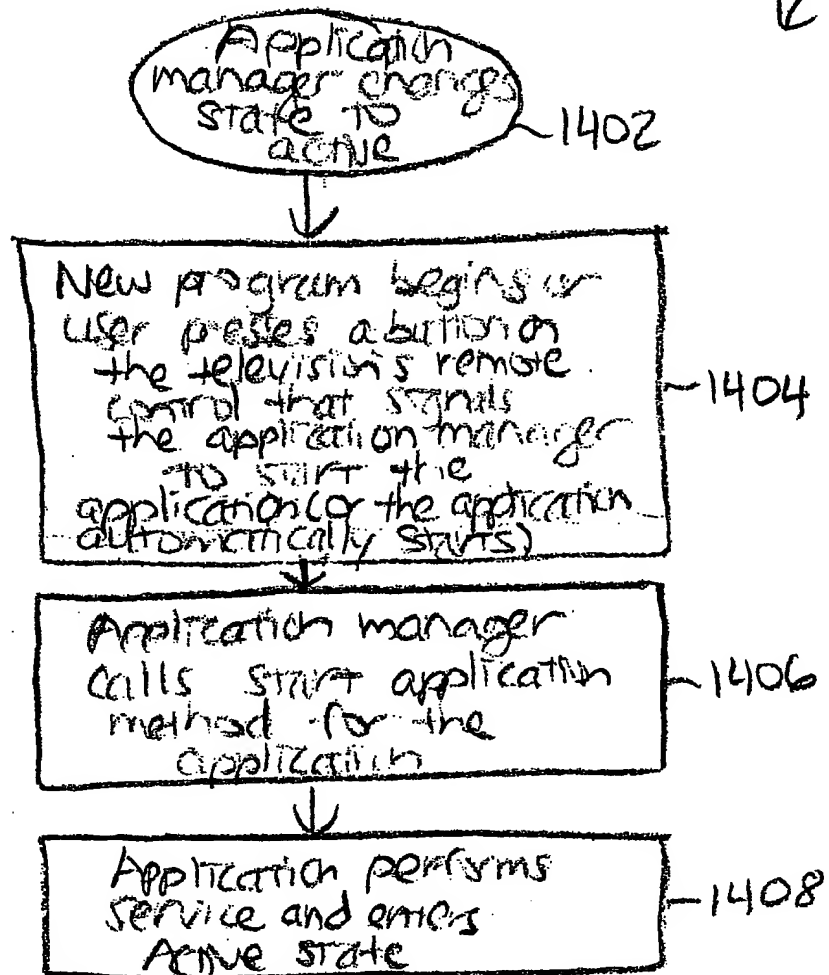 Application
manager changes
state to
active
1402
New program begins or
user presses a button on
the television's remote
control that signals
the application manager
to start the
application (or the application
automatically starts)
1404
Application manager
calls start application
method for the
application
1406
Application performs
service and enters
Active state
1408